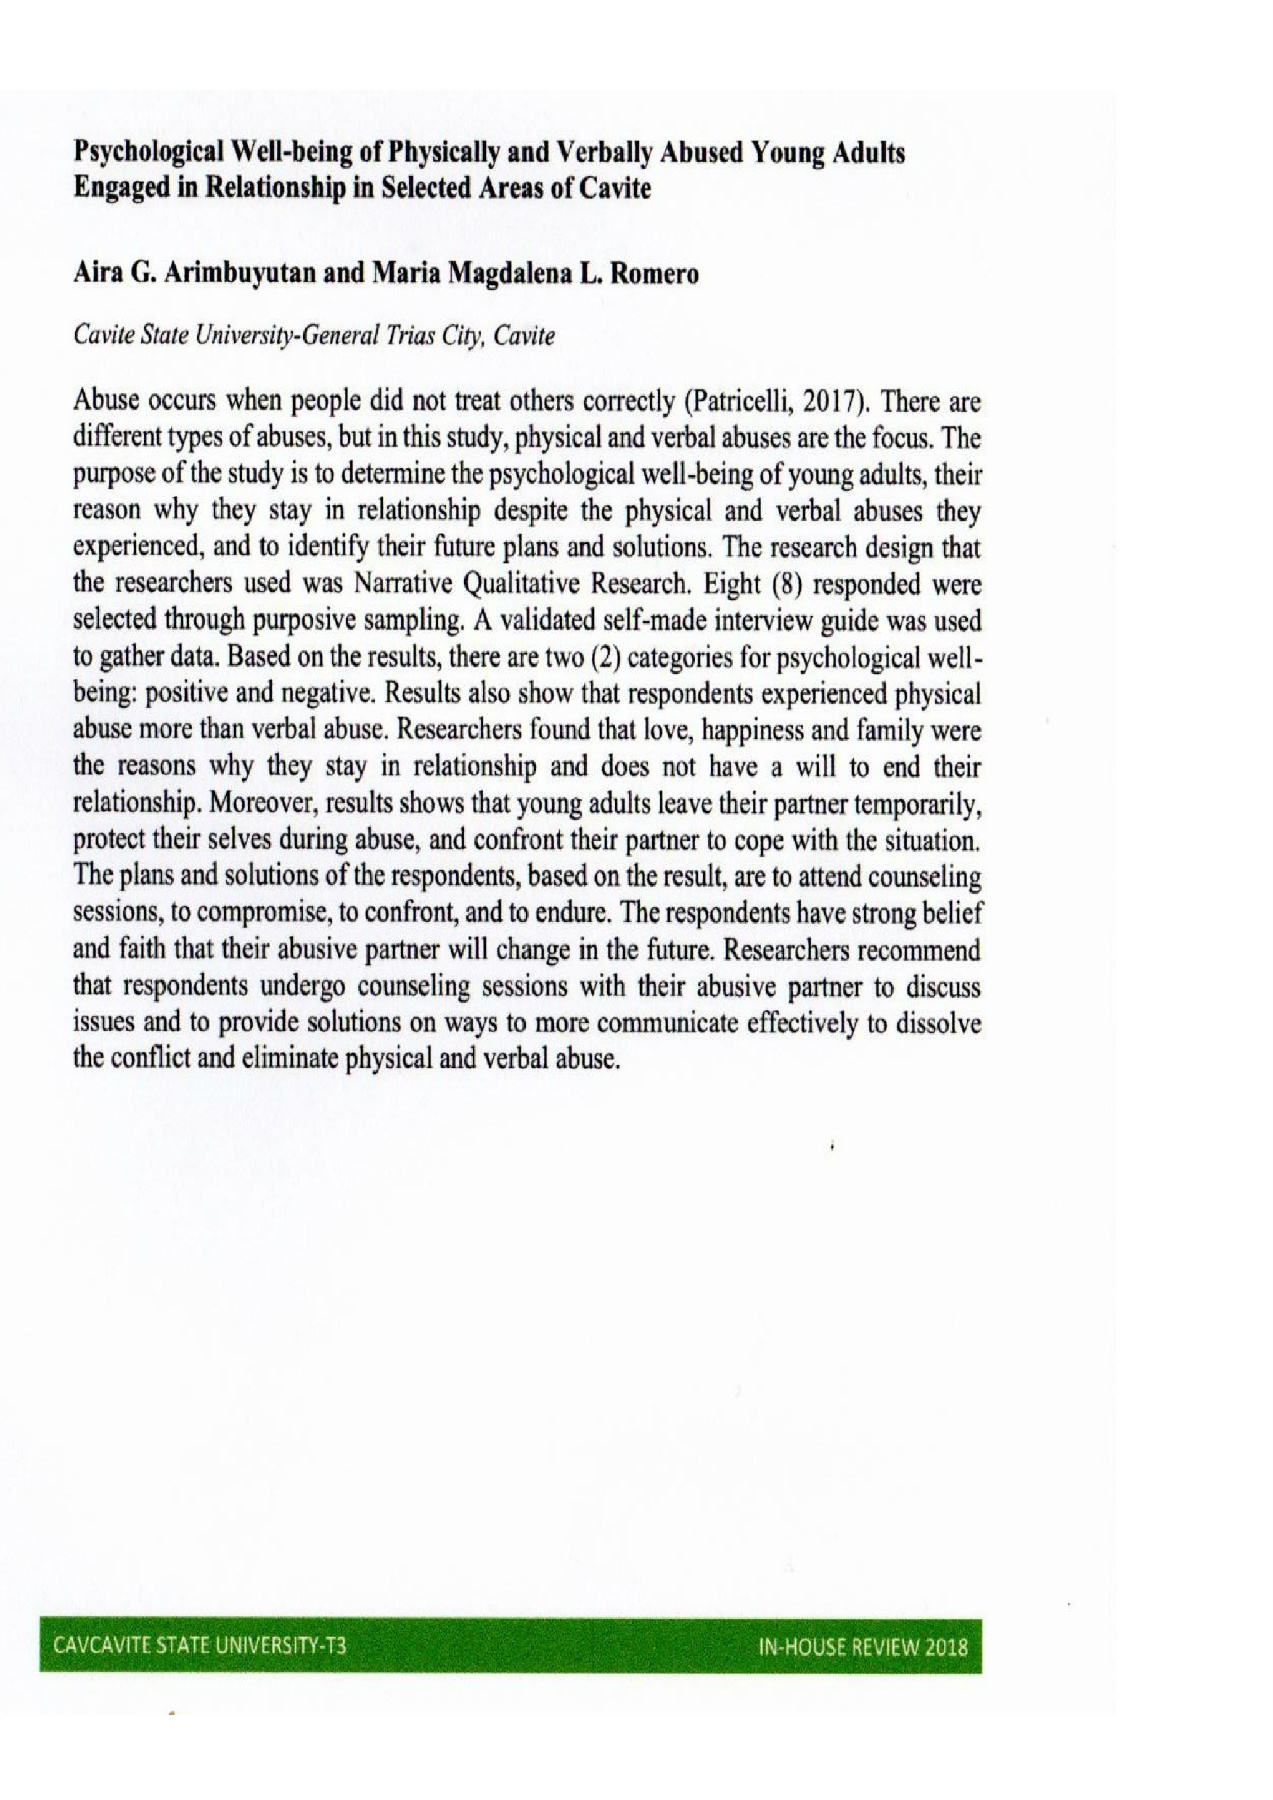 Psychological Well-being of Physically and Verbally Abused Young Adults
Engaged in Relationship in Selected Areas of Cavite
Aira G. Arimbuyutan and Maria Magdalena L. Romero
Cavite State University-General Trias City, Cavite
Abuse occurs when people did not treat others correctly (Patricelli, 2017). There are
different types of abuses, but in this study, physical and verbal abuses are the focus. The
purpose of the study is to determine the psychological well-being of young adults, their
reason why they stay in relationship despite the physical and verbal abuses they
experienced, and to identify their future plans and solutions. The research design that
the researchers used was Narrative Qualitative Research. Eight (8) responded were
selected through purposive sampling. A validated self-made interview guide was used
to gather data. Based on the results, there are two (2) categories for psychological well-
being: positive and negative. Results also show that respondents experienced physical
abuse more than verbal abuse. Researchers found that love, happiness and family were
the reasons why they stay in relationship and does not have a will to end their
relationship. Moreover, results shows that young adults leave their partner temporarily,
protect their selves during abuse, and confront their partner to cope with the situation.
The plans and solutions of the respondents, based on the result, are to attend counseling
sessions, to compromise, to confront, and to endure. The respondents have strong belief
and faith that their abusive partner will change in the future. Researchers recommend
that respondents undergo counseling sessions with their abusive partner to discuss
issues and to provide solutions on ways to more communicate effectively to dissolve
the conflict and eliminate physical and verbal abuse.
CAVCAVITE STATE UNIVERSITY-T3
IN-HOUSE REVIEW 2018